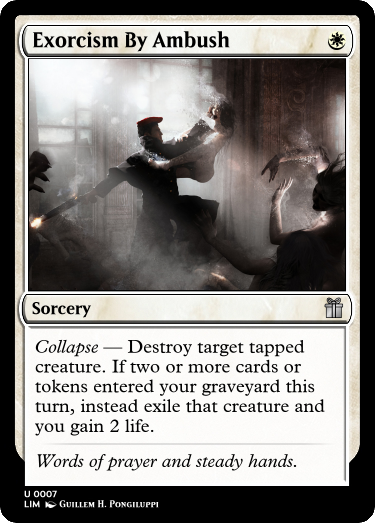 Exorcism By Ambush
Sorcery
Collapse — Destroy target tapped
creature. If two or more cards or
tokens entered your graveyard this
turn, instead exile that creature and
you gain 2 life.
Words of prayer and steady hands.
U 0007
LIM Guillem H. Pongiluppi